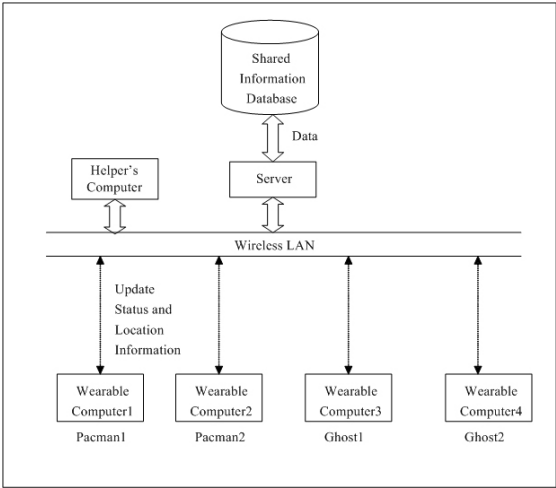 Shared
Information
Database
Data
Helper's
Computer
Server
Wireless LAN
Update
Status and
Location
Information
Wearable
Computer1
Wearable
Computer2
Wearable
Computer3
Wearable
Computer4
Pacman1
Pacman2
Ghost1
Ghost2